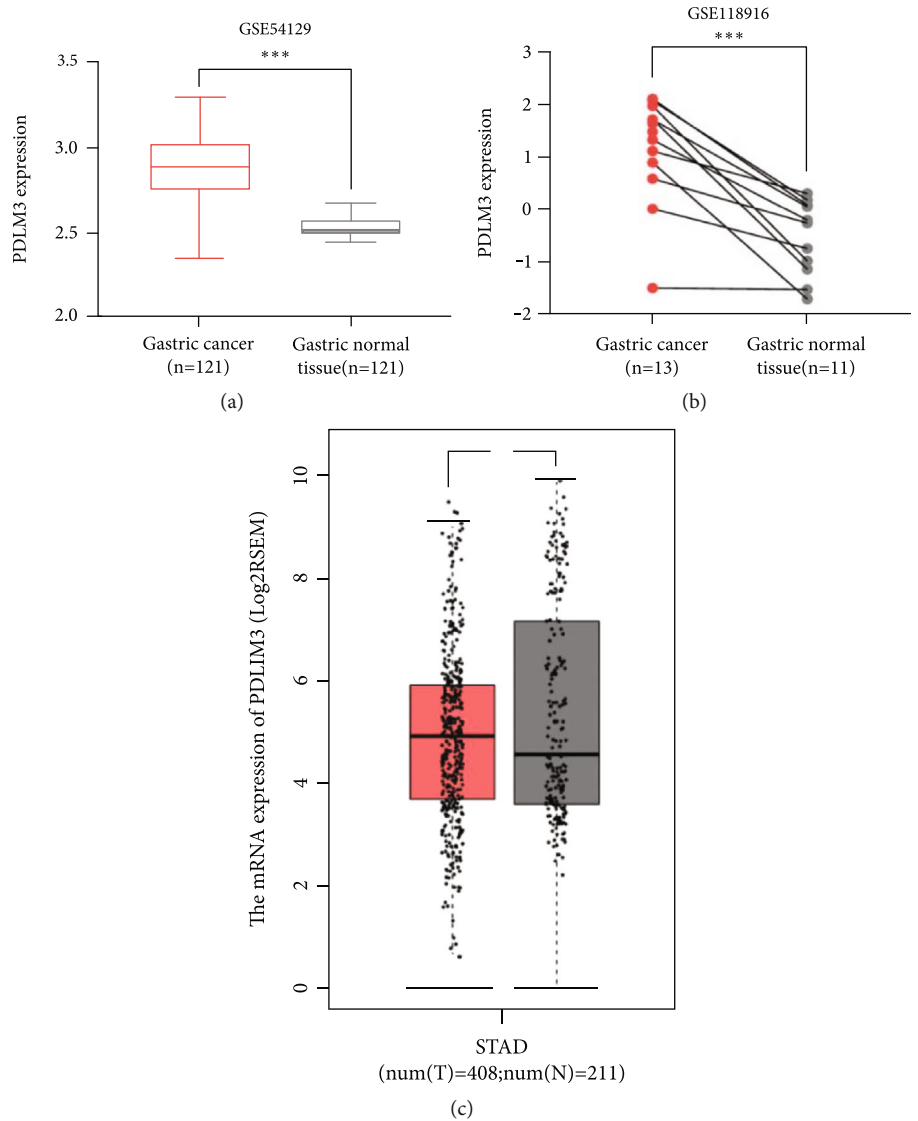 GSE54129
***
3.5
3.0
2.5
2.0
PDLM3 expression
Gastric cancer
(n=121)
Gastric normal
tissue(n=121)
(a)
GSE118916
***
3
2
1
0
−1
−2
PDLM3 expression
Gastric cancer
(n=13)
Gastric normal
tissue(n=11)
(b)
10
8
6
4
2
0
The mRNA expression of PDLIM3 (Log2RSEM)
STAD
(num(T)=408;num(N)=211)
(c)